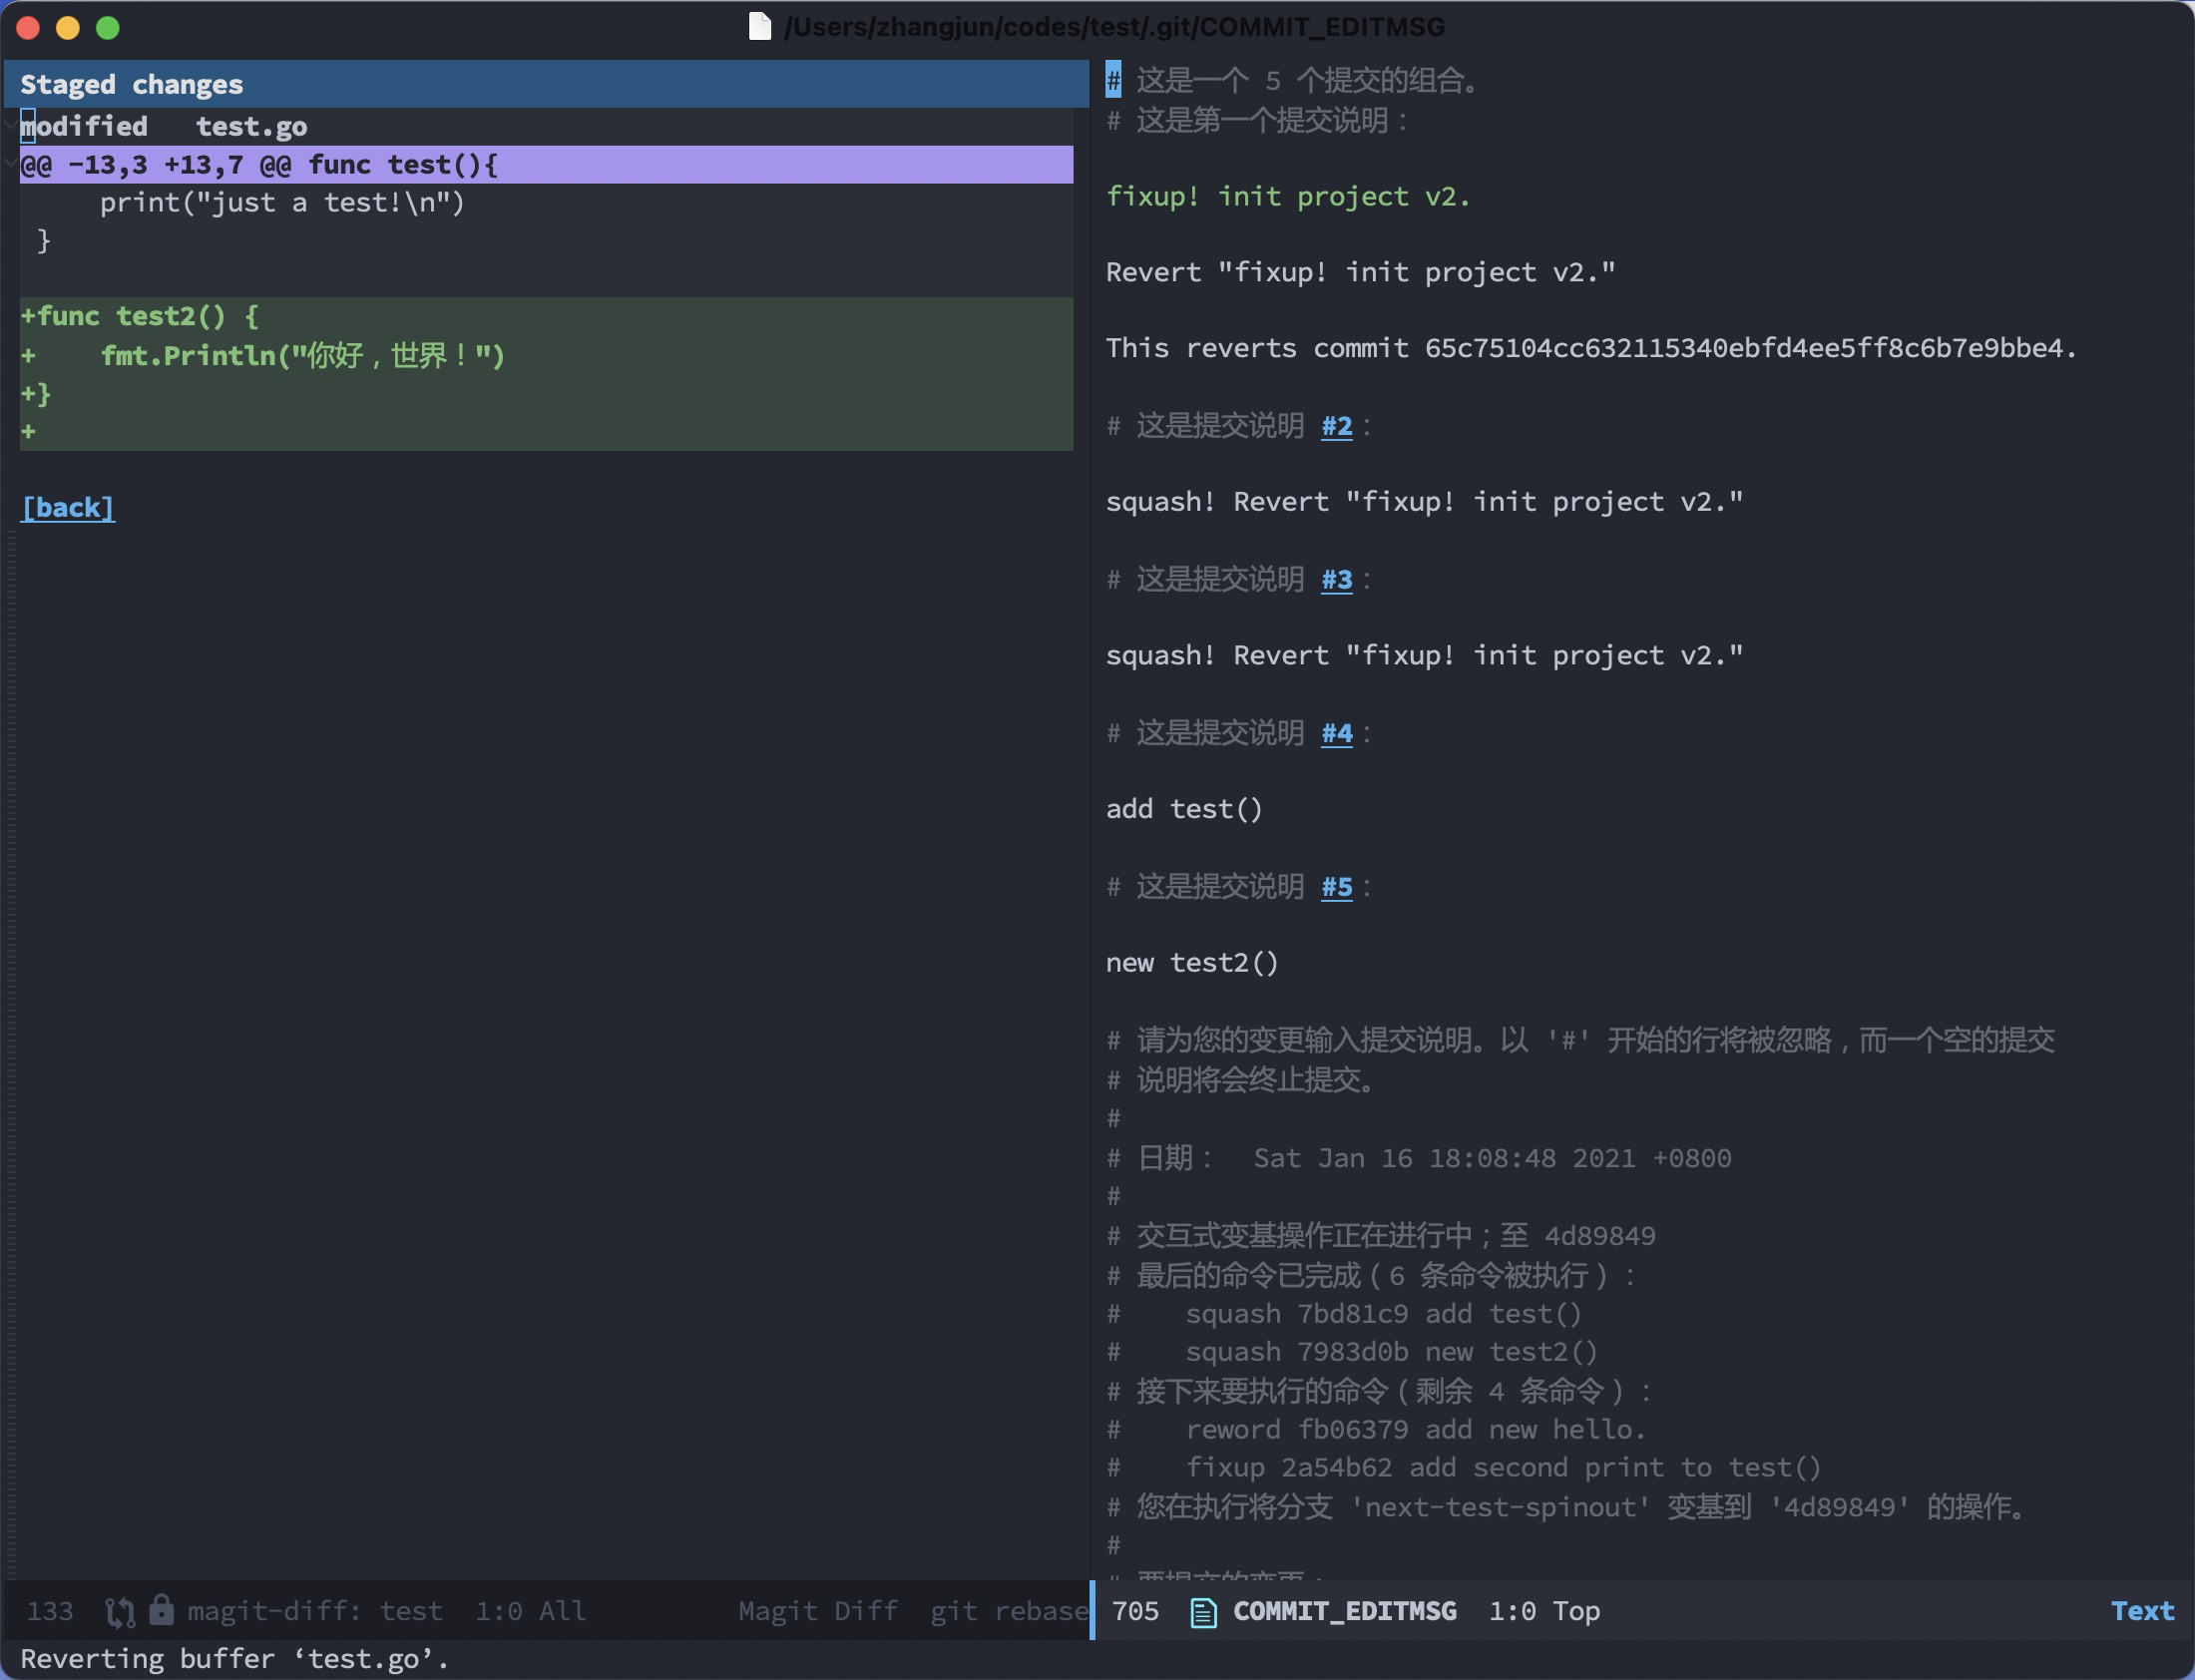 /Users/zhangjun/codes/test/.git/COMMIT_EDITMSG
Staged changes
modified   test.go
@@ -13,3 +13,7 @@ func test(){
     print("just a test!\n")
 }
+func test2() {
+    fmt.Println("你好，世界！")
+}
+
[back]
133 magit-diff: test  1:0 All Magit Diff  git rebase
# 这是一个 5 个提交的组合。
# 这是第一个提交说明：
fixup! init project v2.
Revert "fixup! init project v2."
This reverts commit 65c75104cc632115340ebfd4ee5ff8c6b7e9bbe4.
# 这是提交说明 #2：
squash! Revert "fixup! init project v2."
# 这是提交说明 #3：
squash! Revert "fixup! init project v2."
# 这是提交说明 #4：
add test()
# 这是提交说明 #5：
new test2()
# 请为您的变更输入提交说明。以 '#' 开始的行将被忽略，而一个空的提交
# 说明将会终止提交。
#
# 日期：  Sat Jan 16 18:08:48 2021 +0800
#
# 交互式变基操作正在进行中；至 4d89849
# 最后的命令已完成（6 条命令被执行）：
#    squash 7bd81c9 add test()
#    squash 7983d0b new test2()
# 接下来要执行的命令（剩余 4 条命令）：
#    reword fb06379 add new hello.
#    fixup 2a54b62 add second print to test()
# 您在执行将分支 'next-test-spinout' 变基到 '4d89849' 的操作。
#
# 要提交的变更：
705 COMMIT_EDITMSG  1:0 Top Text
Reverting buffer ‘test.go’.